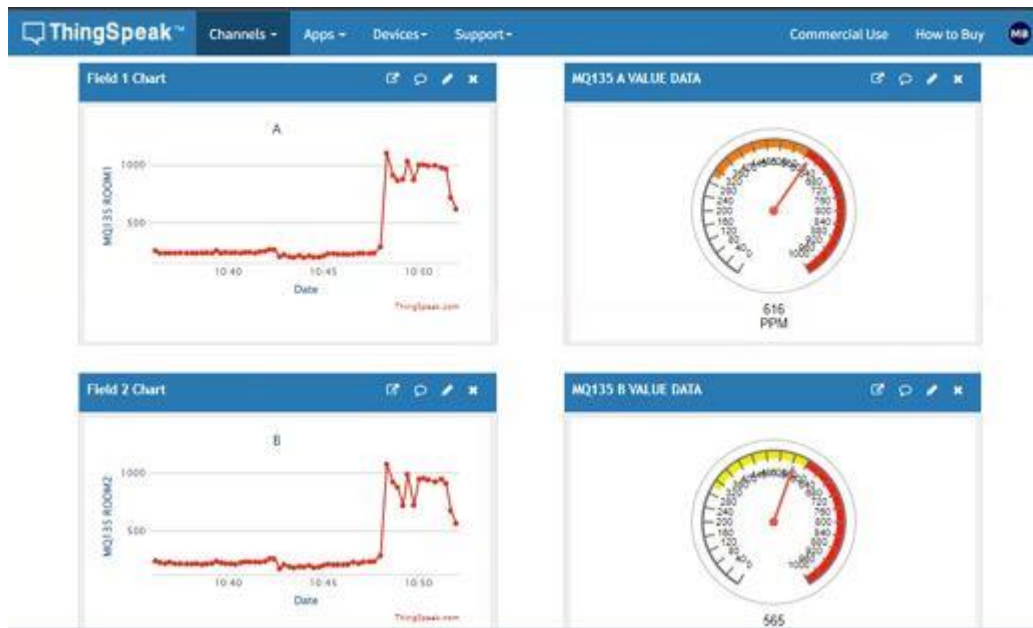 ThingSpeak™ Channels Apps Devices Support Commercial Use How to Buy MB
Field 1 Chart
A
MQ135 ROOM1
1000
500
10:40 10:45 10:50
Date
ThingSpeak.com
MQ135 A VALUE DATA
616
PPM
Field 2 Chart
B
MQ135 ROOM2
1000
500
10:40 10:45 10:50
Date
ThingSpeak.com
MQ135 B VALUE DATA
565